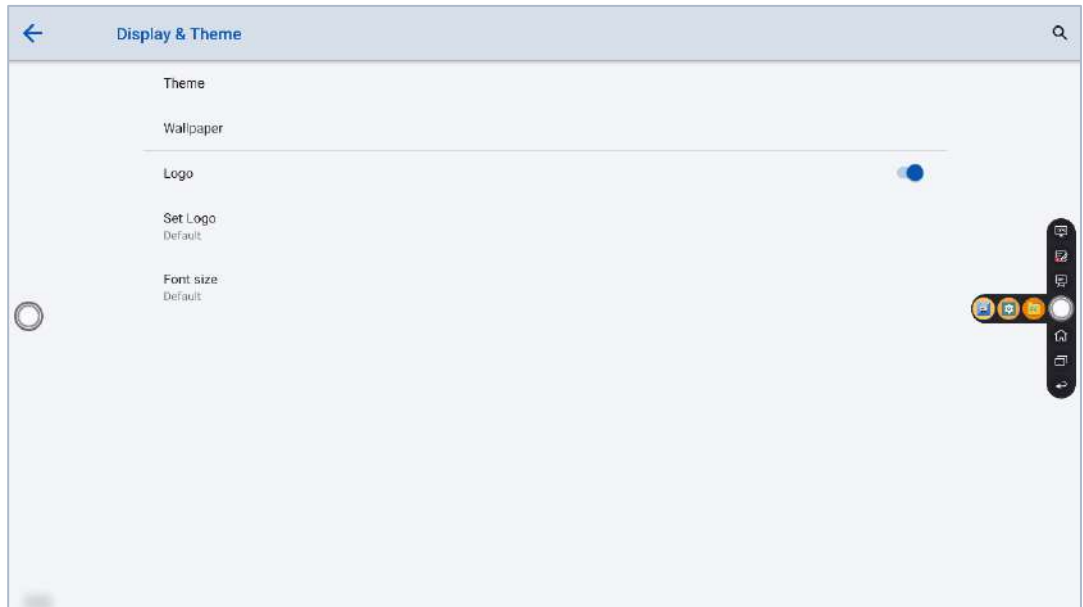 Display & Theme
Theme
Wallpaper
Logo
Set Logo
Default
Font size
Default